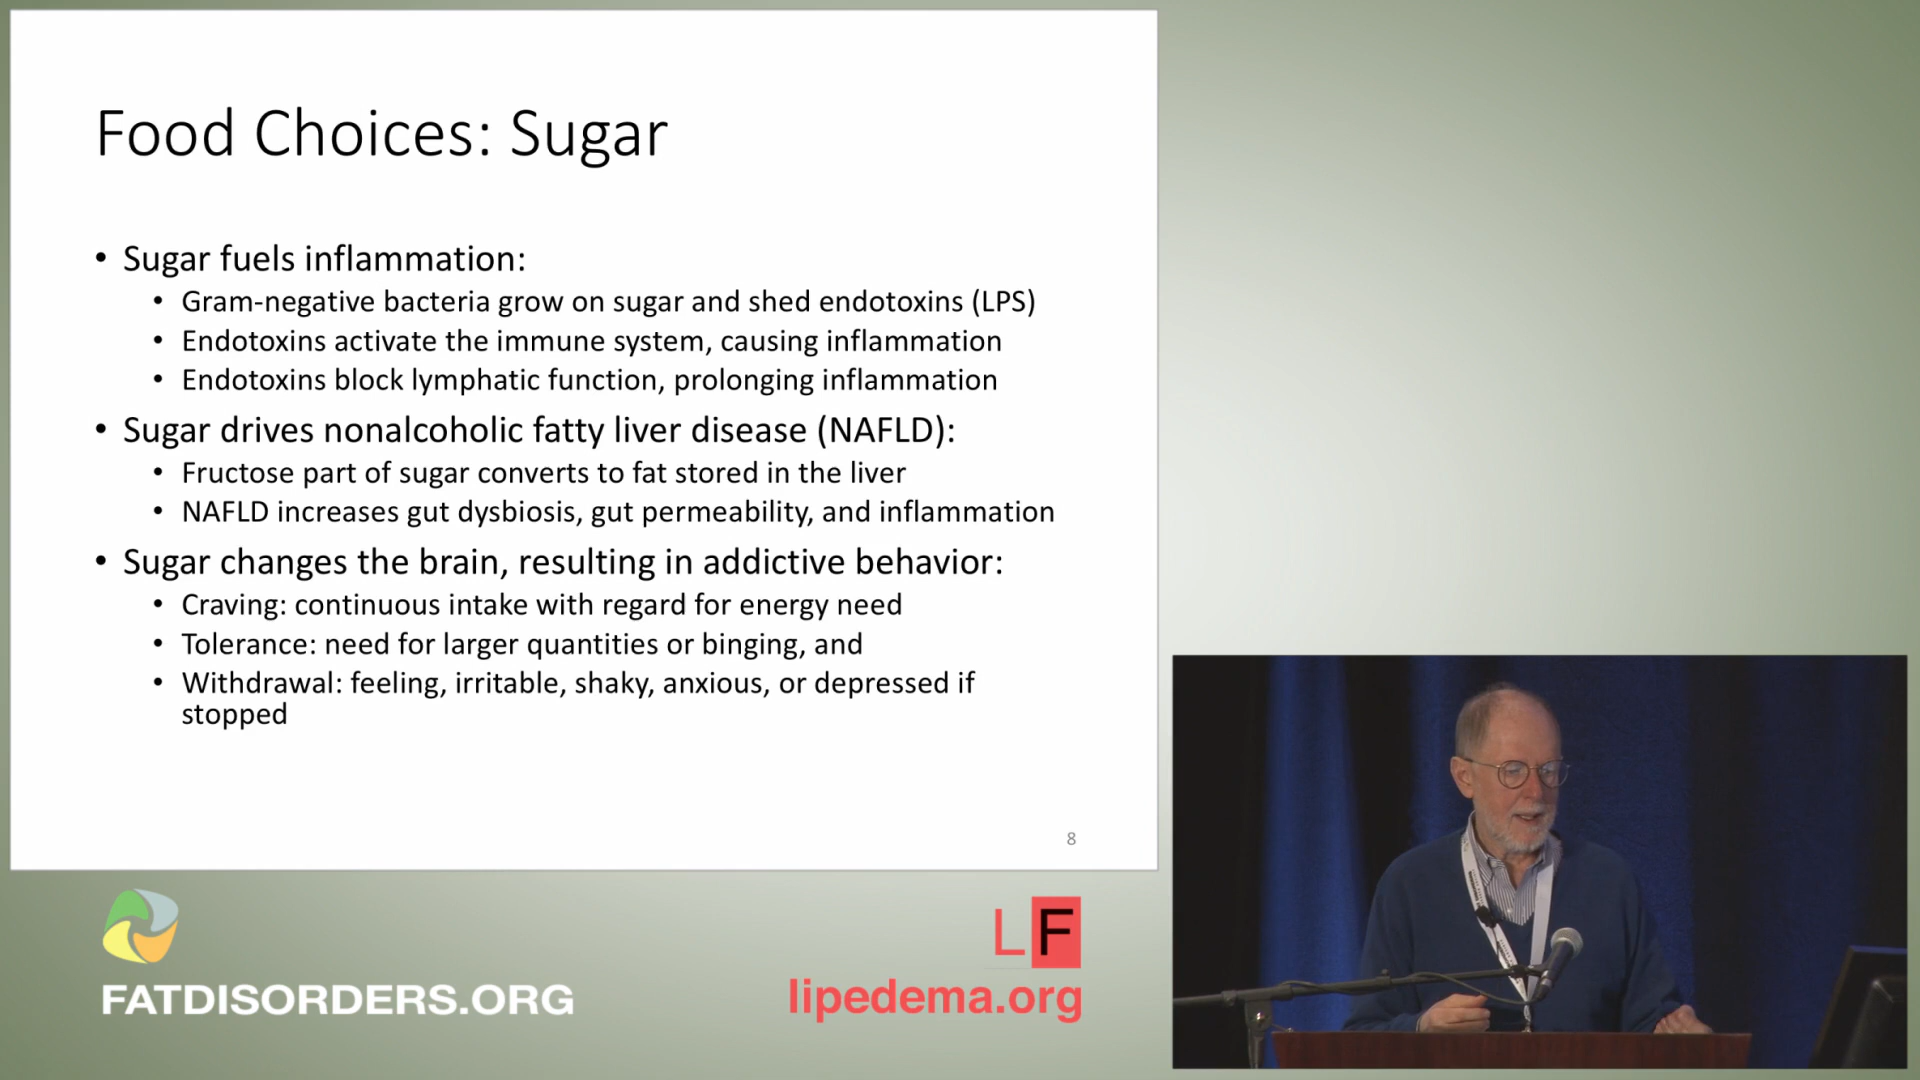 Food Choices: Sugar
• Sugar fuels inflammation:
• Gram-negative bacteria grow on sugar and shed endotoxins (LPS)
• Endotoxins activate the immune system, causing inflammation
• Endotoxins block lymphatic function, prolonging inflammation
• Sugar drives nonalcoholic fatty liver disease (NAFLD):
• Fructose part of sugar converts to fat stored in the liver
• NAFLD increases gut dysbiosis, gut permeability, and inflammation
• Sugar changes the brain, resulting in addictive behavior:
• Craving: continuous intake with regard for energy need
• Tolerance: need for larger quantities or binging, and
• Withdrawal: feeling, irritable, shaky, anxious, or depressed if
stopped
8
FATDISORDERS.ORG
LF
lipedema.org